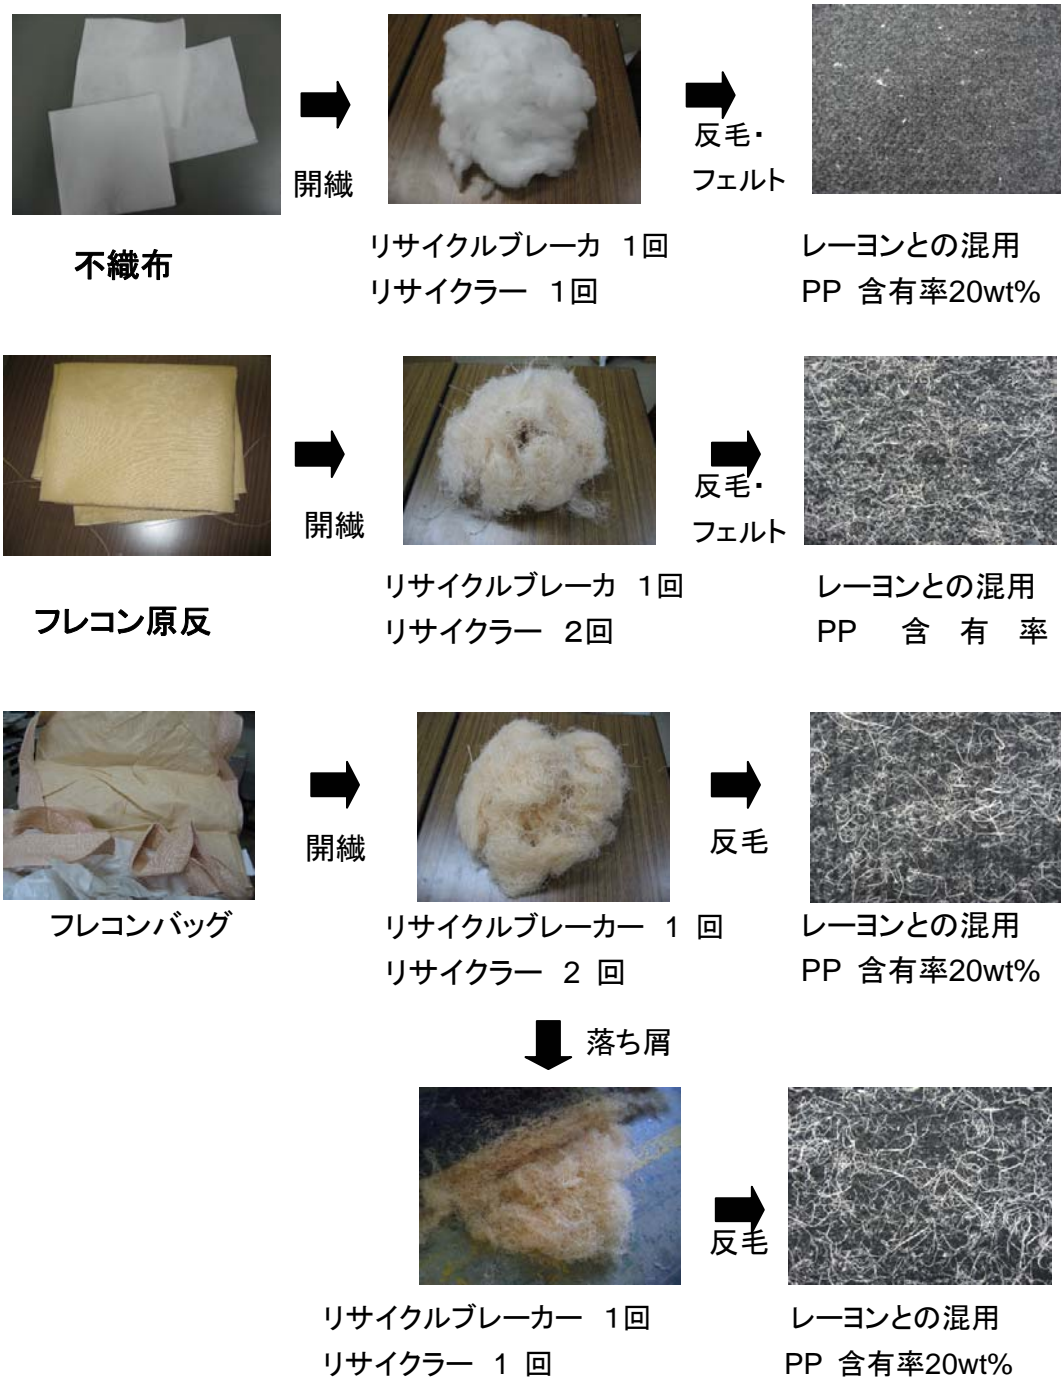 開繊
反毛・
フェルト
不織布
リサイクルブレーカ 1回
リサイクラー 1回
レーヨンとの混用
PP 含有率20wt%
開繊
反毛・
フェルト
フレコン原反
リサイクルブレーカ 1回
リサイクラー 2回
レーヨンとの混用
PP 含 有 率
開繊
反毛
フレコンバッグ
リサイクルブレーカー 1 回
リサイクラー 2 回
レーヨンとの混用
PP 含有率20wt%
落ち屑
反毛
リサイクルブレーカー 1回
リサイクラー 1 回
レーヨンとの混用
PP 含有率20wt%